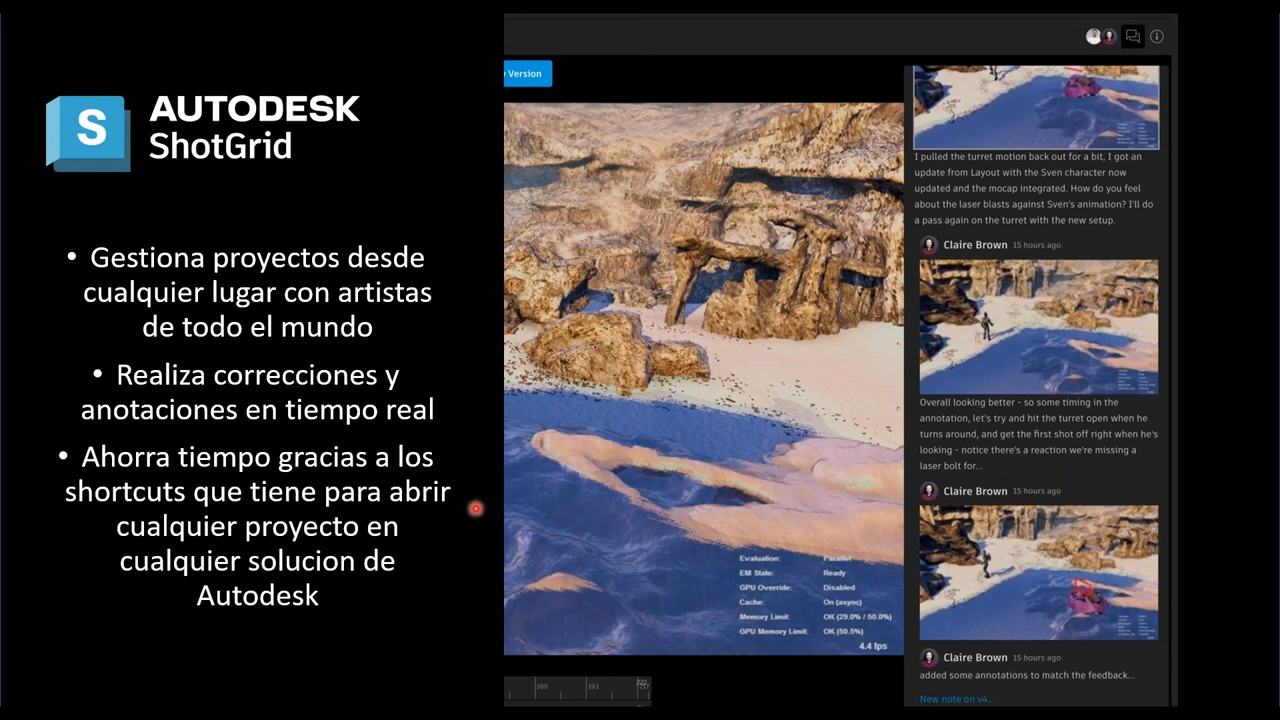 S
AUTODESK
ShotGrid
• Gestiona proyectos desde
cualquier lugar con artistas
de todo el mundo
• Realiza correcciones y
anotaciones en tiempo real
• Ahorra tiempo gracias a los
shortcuts que tiene para abrir
cualquier proyecto en
cualquier solucion de
Autodesk
Version
Evaluation: Parallel
EM State: Ready
GPU Override: Disabled
Cache: On (async)
Memory Limit: OK (29.0% / 50.0%)
GPU Memory Limit: OK (50.5%)
4.4 fps
169 193
I pulled the turret motion back out for a bit, I got an
update from Layout with the Sven character now
updated and the mocap integrated. How do you feel
about the laser blasts against Sven's animation? I'll do
a pass again on the turret with the new setup.
Claire Brown 15 hours ago
Overall looking better - so some timing in the
annotation, let's try and hit the turret open when he
turns around, and get the first shot off right when he's
looking - notice there's a reaction we're missing a
laser bolt for...
Claire Brown 15 hours ago
Claire Brown 15 hours ago
added some annotations to match the feedback...
New note on v4...